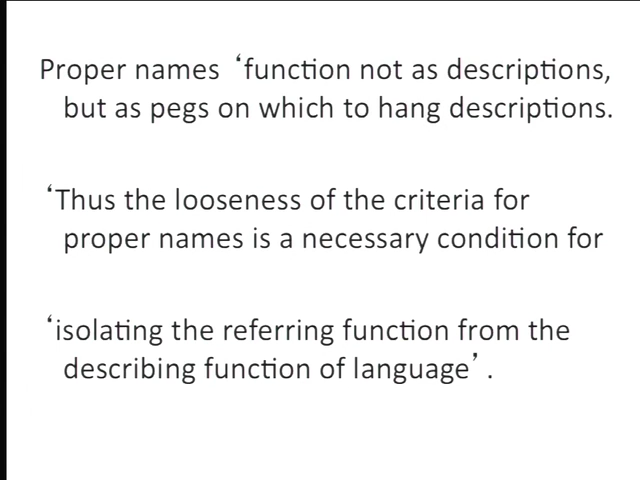 Proper names ‘function not as descriptions,
but as pegs on which to hang descriptions.
‘Thus the looseness of the criteria for
proper names is a necessary condition for
‘isolating the referring function from the
describing function of language’ .